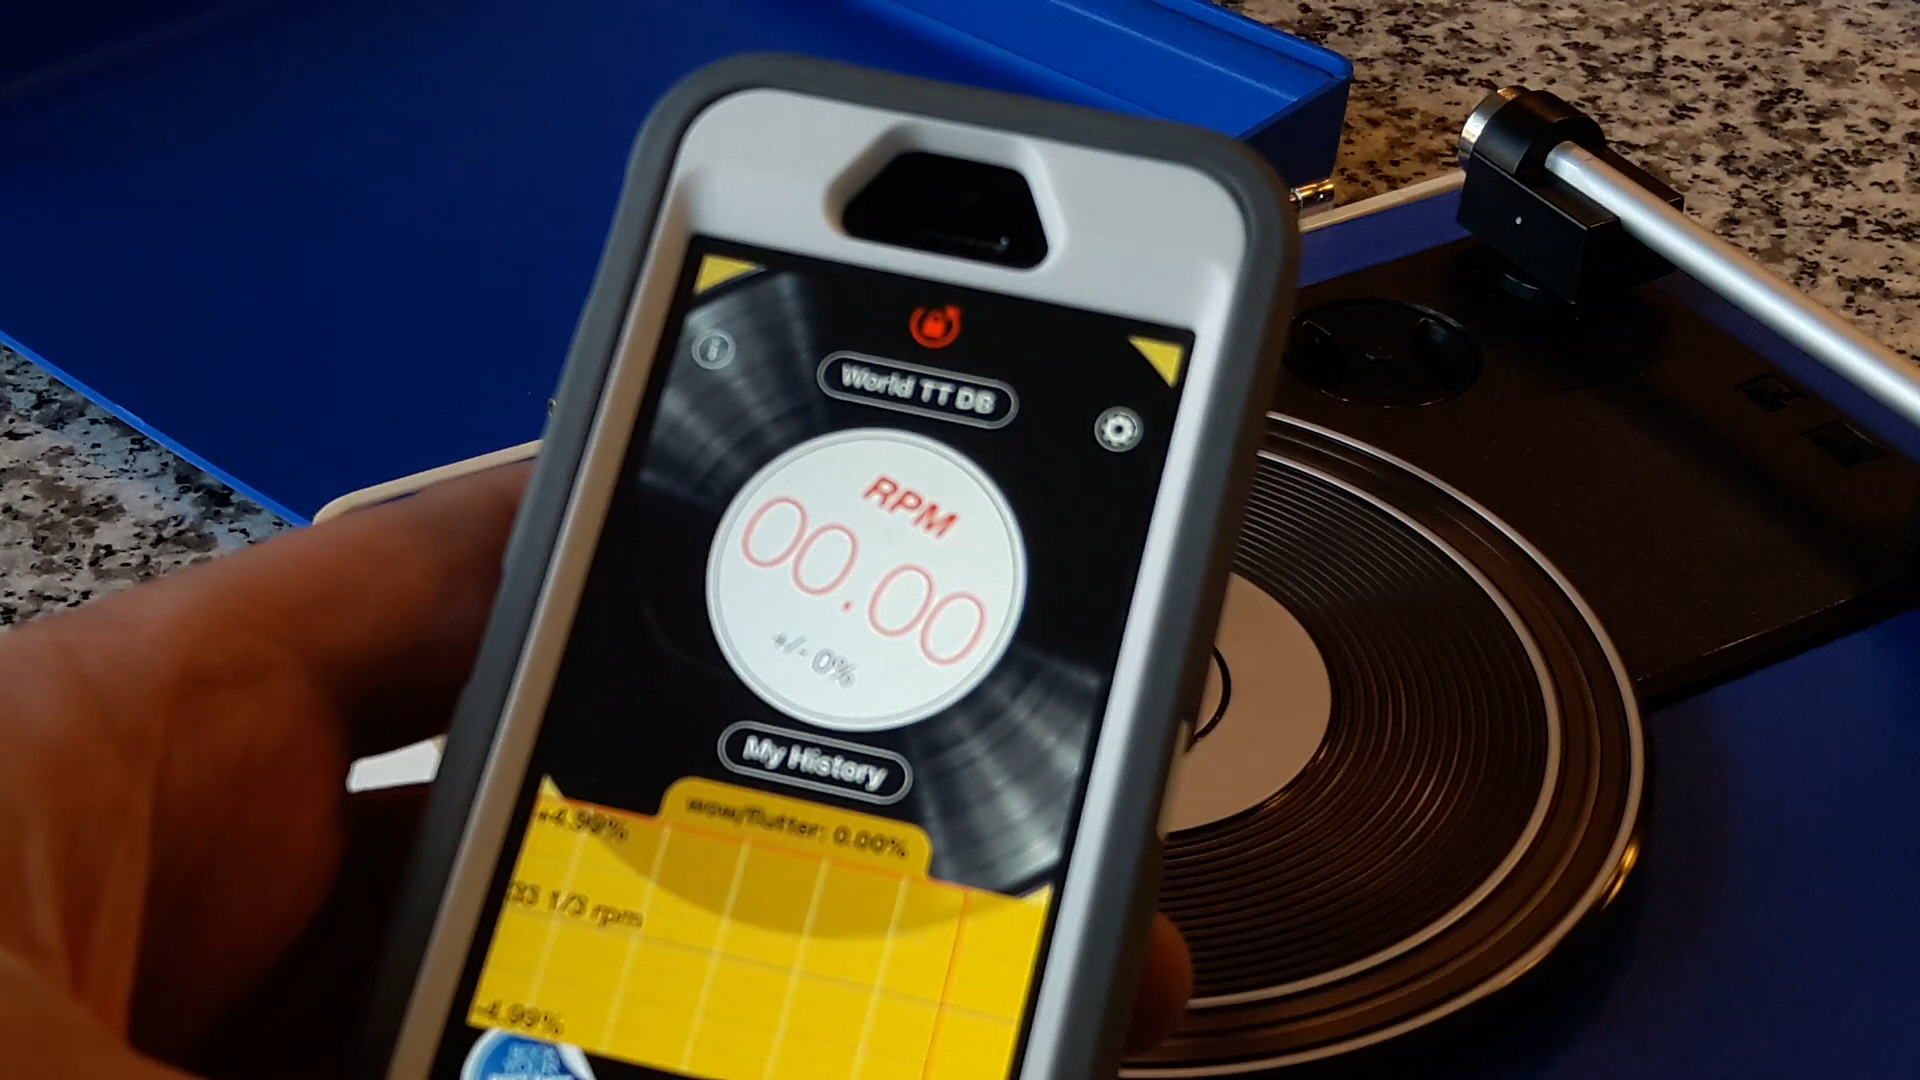 World TT DB
RPM
00.00
+/- 0%
My History
wow/flutter: 0.00%
+4.99%
33 1/3 rpm
-4.99%